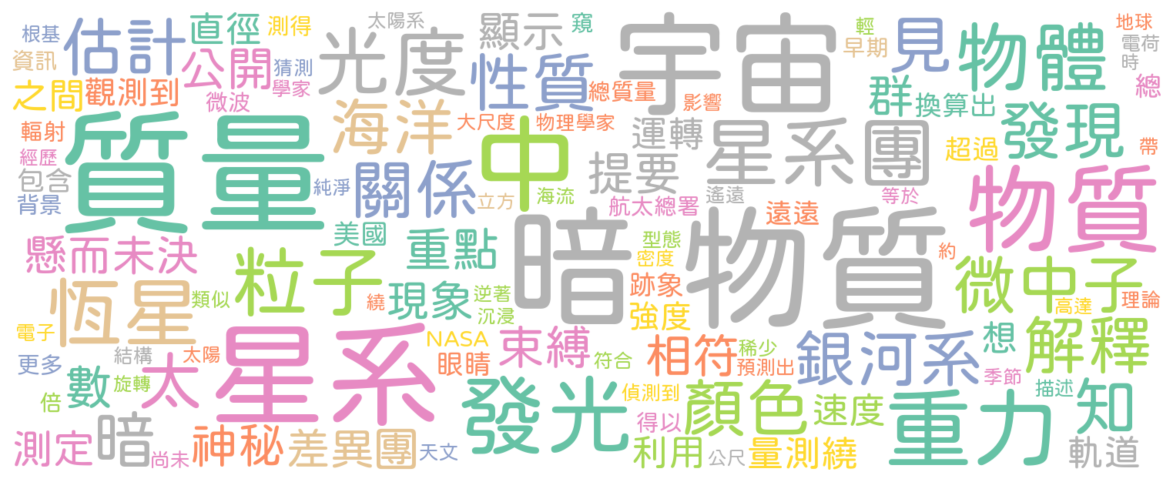 根基
估計
直徑
測得
太陽系
光度
顯示
窺
宇宙
輕
早期
見
物體
地球
電荷
時
資訊
公開
猜測
學家
性質
總質量
影響
群
換算出
總
之間
觀測到
微波
海洋
大尺度
物理學家
運轉
星系團
發現
超過
帶
輻射
質量
中
經歷
包含
背景
關係
純淨
立方
海流
提要
航太總署
遙遠
遠遠
等於
物質
懸而未決
美國
重點
暗物質
型態
密度
約
粒子
現象
逆著
沉浸
跡象
強度
微中子
高達
理論
恆星
類似
繞
電子
結構
太陽
星系
NASA
眼睛
束縛
符合
相符
稀少
預測出
銀河系
想
解釋
更多
數
旋轉
太
發光
偵測到
顏色
速度
季節
描述
知
倍
暗
得以
重力
測定
尚未
神秘
差異團
天文
利用
公尺
量測繞
軌道